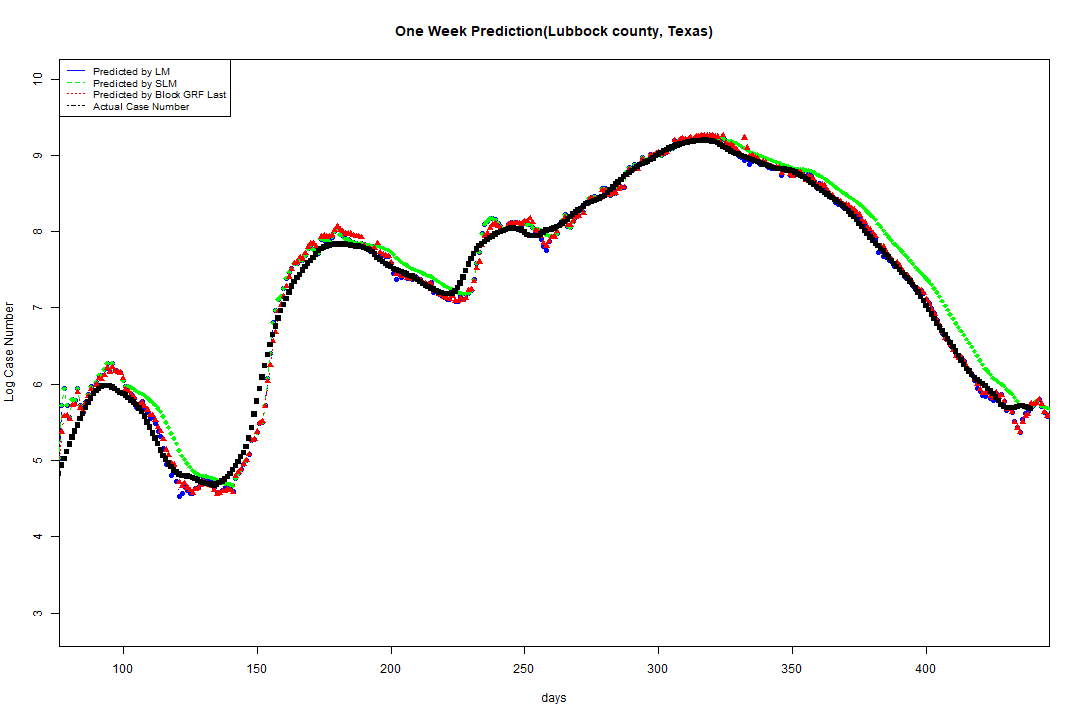 One Week Prediction(Lubbock county, Texas)
Predicted by LM
Predicted by SLM
Predicted by Block GRF Last
Actual Case Number
10
9
8
7
6
5
4
3
Log Case Number
100 150 200 250 300 350 400
days